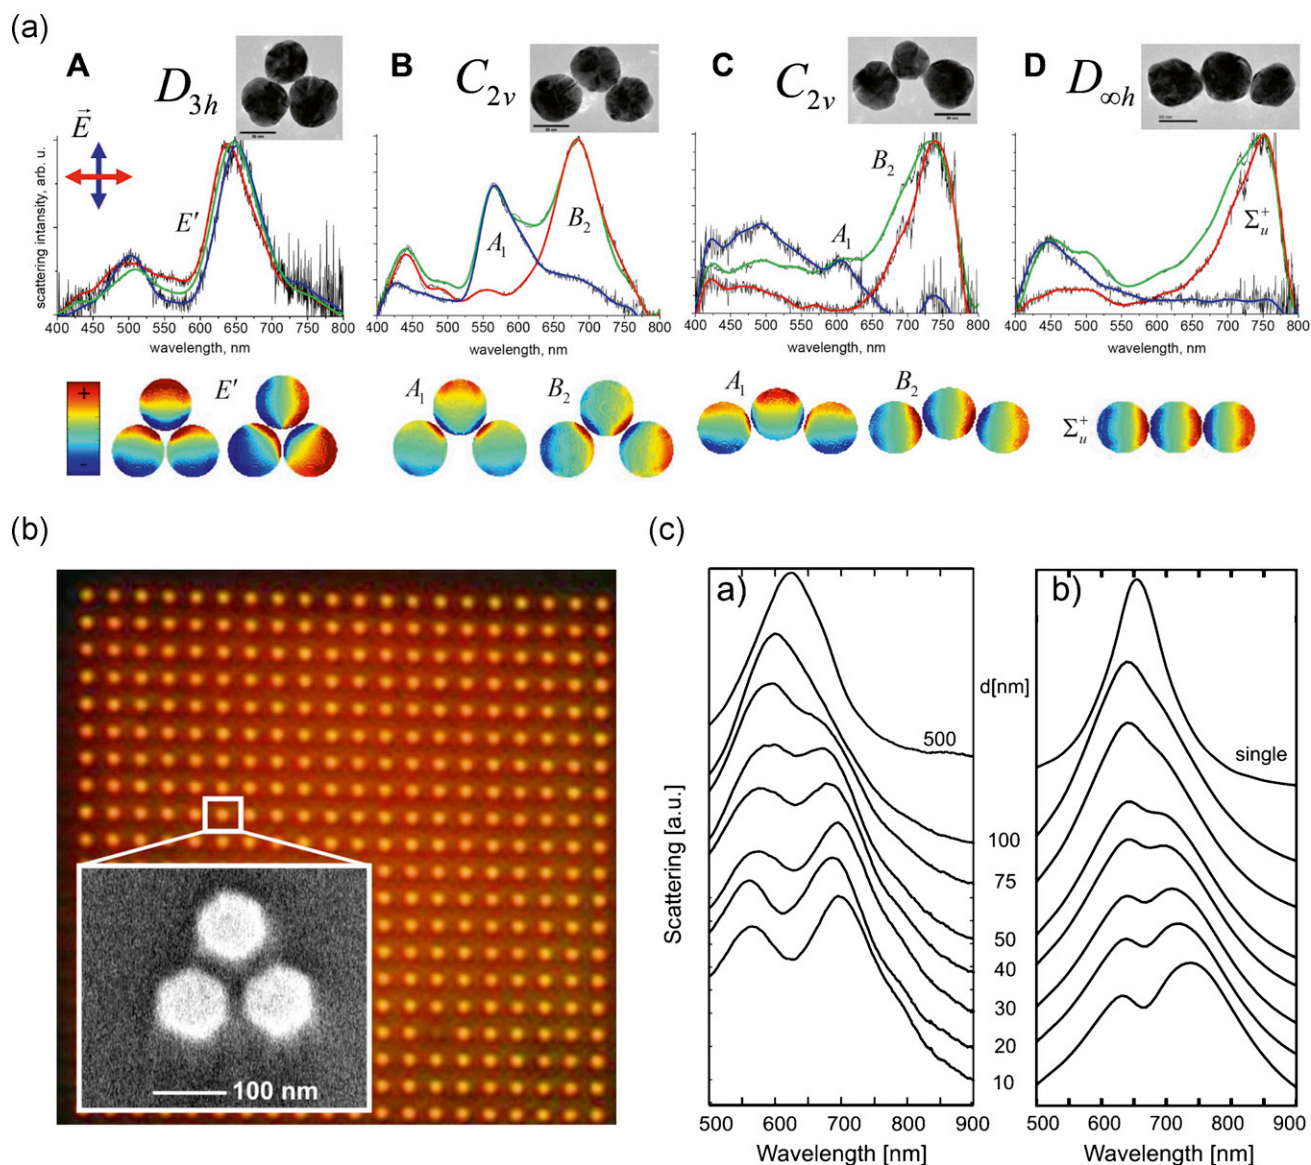 (a)
A D3h
B C2v
C C2v
D D∞h
E⃗
scattering intensity, arb. u.
E′
A1
B2
B2
A1
Σu+
400 450 500 550 600 650 700 750 800
400 450 500 550 600 650 700 750 800
400 450 500 550 600 650 700 750 800
400 450 500 550 600 650 700 750 800
wavelength, nm
wavelength, nm
wavelength, nm
wavelength, nm
+
-
E′
A1
B2
A1
B2
Σu+
(b)
100 nm
(c)
a)
b)
d[nm]
500
single
100
75
50
40
30
20
10
Scattering [a.u.]
500 600 700 800 900
500 600 700 800 900
Wavelength [nm]
Wavelength [nm]